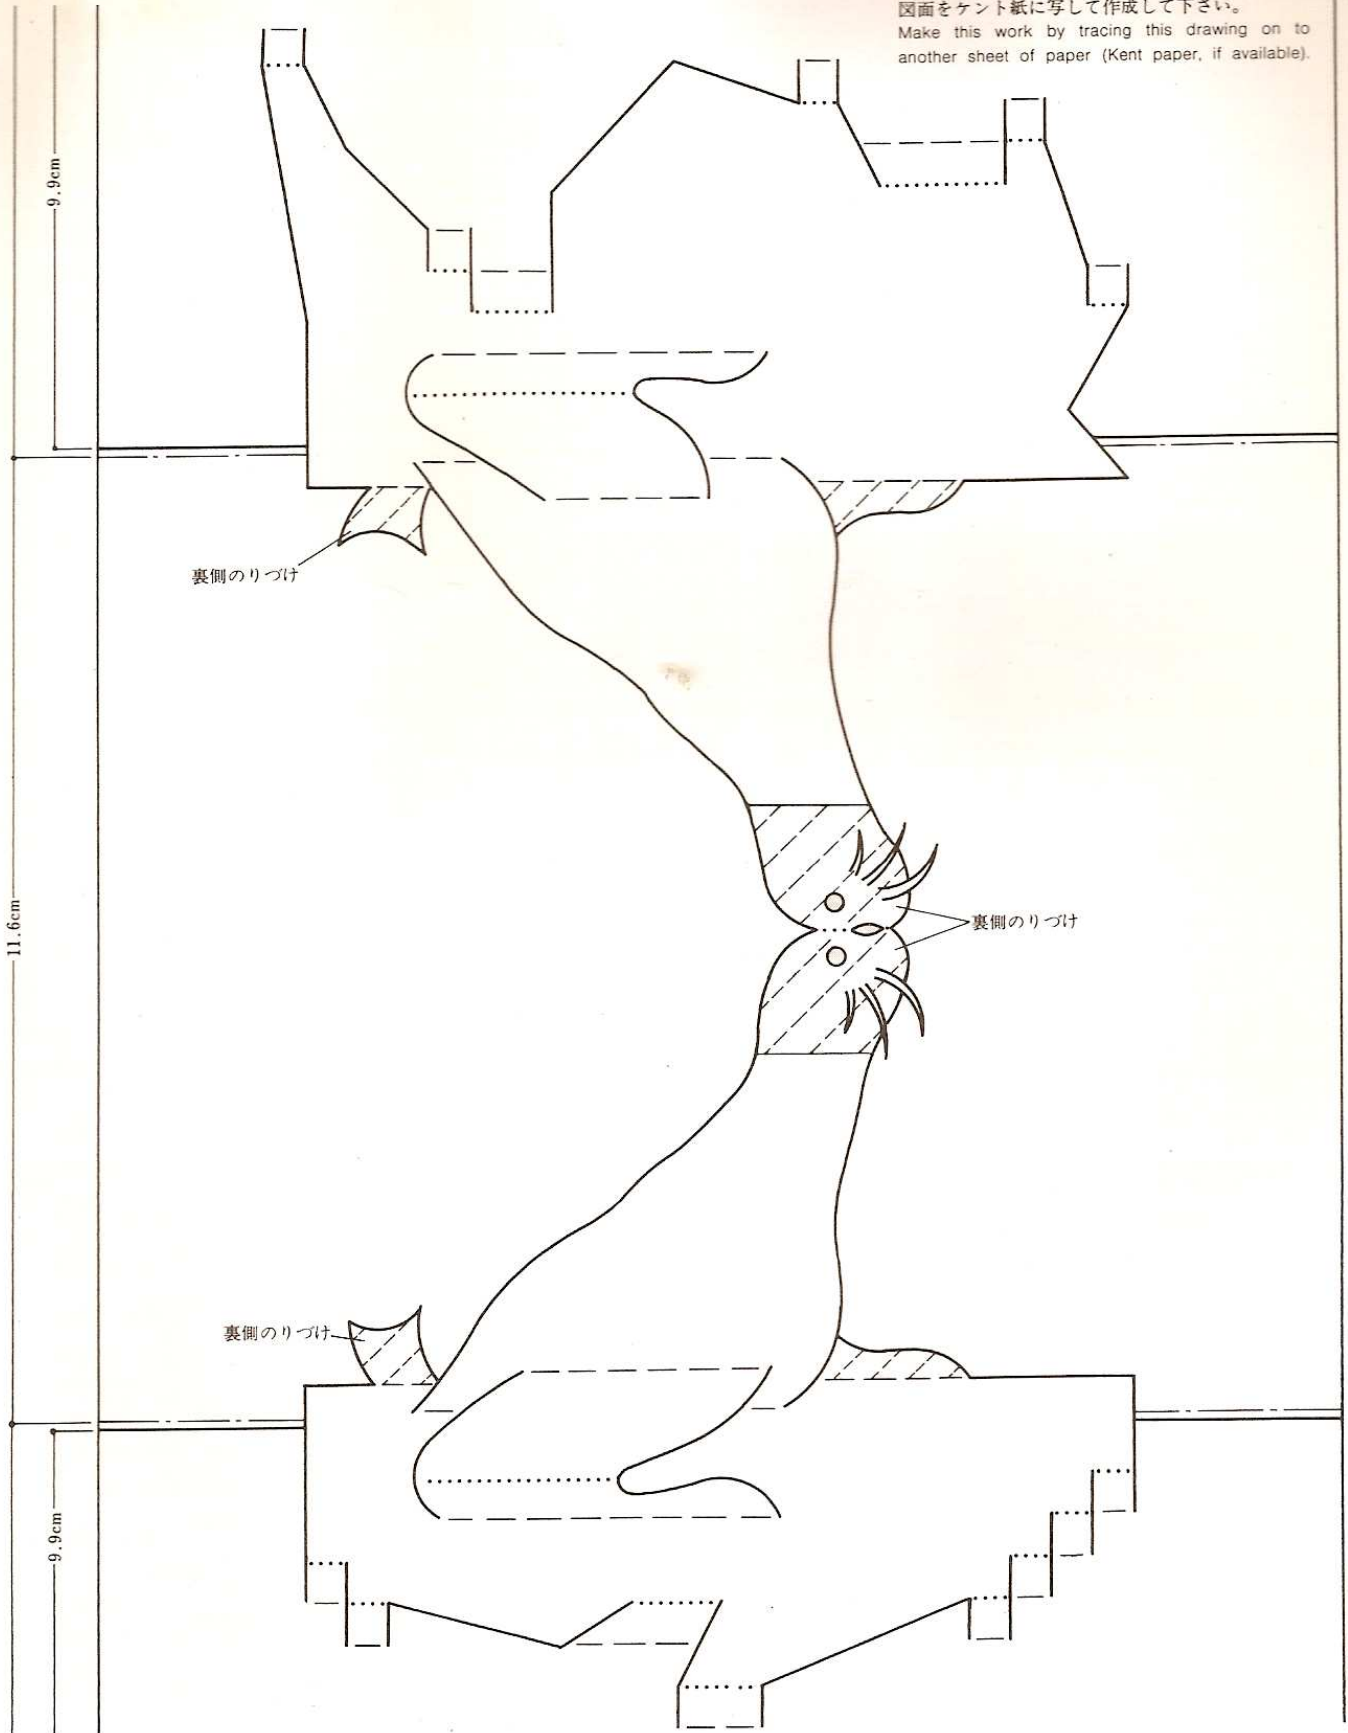 図面をケント紙に写して作成して下さい。
Make this work by tracing this drawing on to
another sheet of paper (Kent paper, if available).
9.9cm
裏側のりづけ
11.6cm
裏側のりづけ
裏側のりづけ
9.9cm